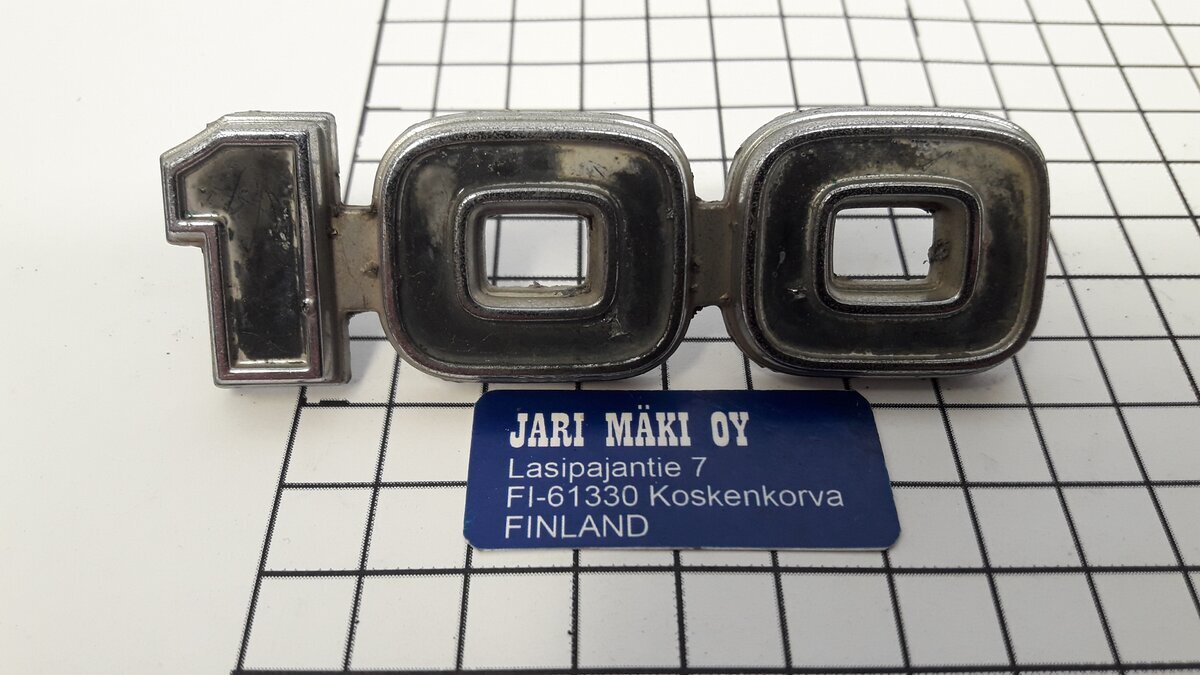 100
JARI MÄKI OY
Lasipajantie 7
FI-61330 Koskenkorva
FINLAND